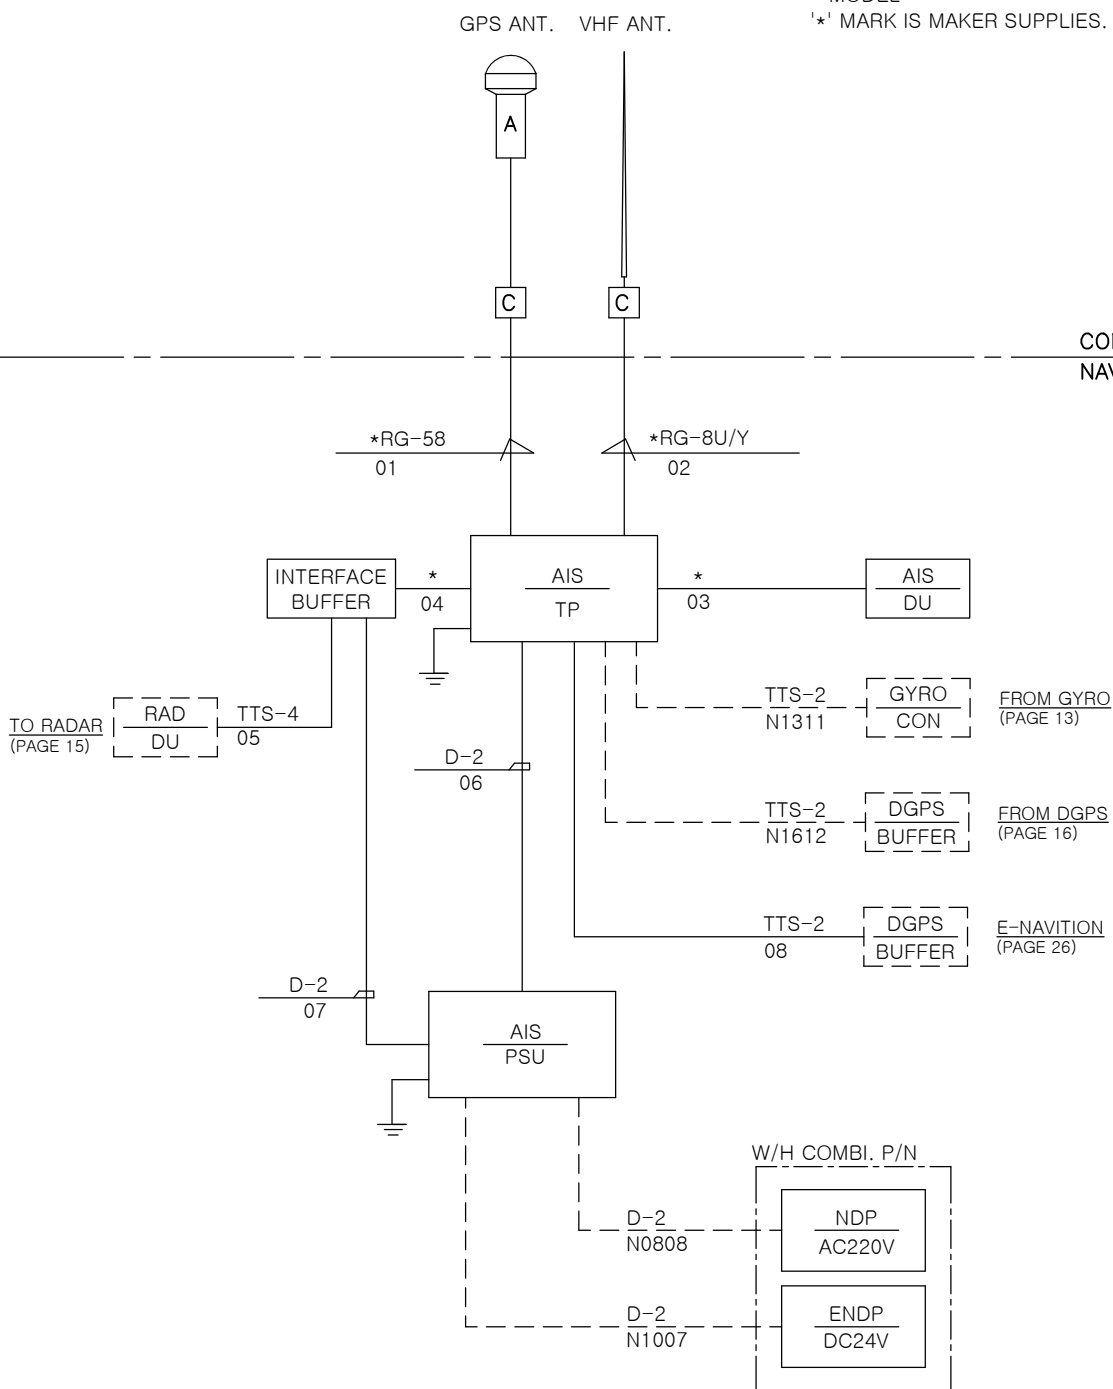 MODEL
GPS ANT. VHF ANT.
'*' MARK IS MAKER SUPPLIES.
A
C
C
*RG-58
01
*RG-8U/Y
02
INTERFACE
BUFFER
*
04
AIS
TP
*
03
AIS
DU
TO RADAR
(PAGE 15)
RAD
DU
TTS-4
05
TTS-2
N1311
GYRO
CON
FROM GYRO
(PAGE 13)
D-2
06
TTS-2
N1612
DGPS
BUFFER
FROM DGPS
(PAGE 16)
TTS-2
08
DGPS
BUFFER
E-NAVITION
(PAGE 26)
D-2
07
AIS
PSU
W/H COMBI. P/N
D-2
N0808
NDP
AC220V
D-2
N1007
ENDP
DC24V